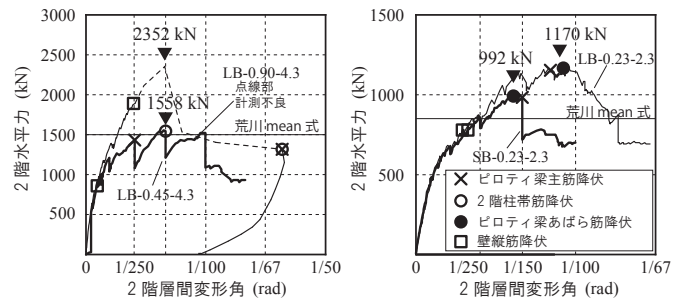 2352 kN
LB-0.90-4.3
点線部
計測不良
1558 kN
荒川 mean 式
LB-0.45-4.3
2 階水平力 (kN)
3000
2500
2000
1500
1000
500
0
1/250
1/100
1/67
1/50
2 階層間変形角 (rad)
1170 kN
992 kN
LB-0.23-2.3
荒川 mean 式
SB-0.23-2.3
ピロティ梁主筋降伏
2 階柱帯筋降伏
ピロティ梁あばら筋降伏
壁縦筋降伏
2 階水平力 (kN)
1500
1000
500
0
1/250
1/150
1/100
1/67
2 階層間変形角 (rad)